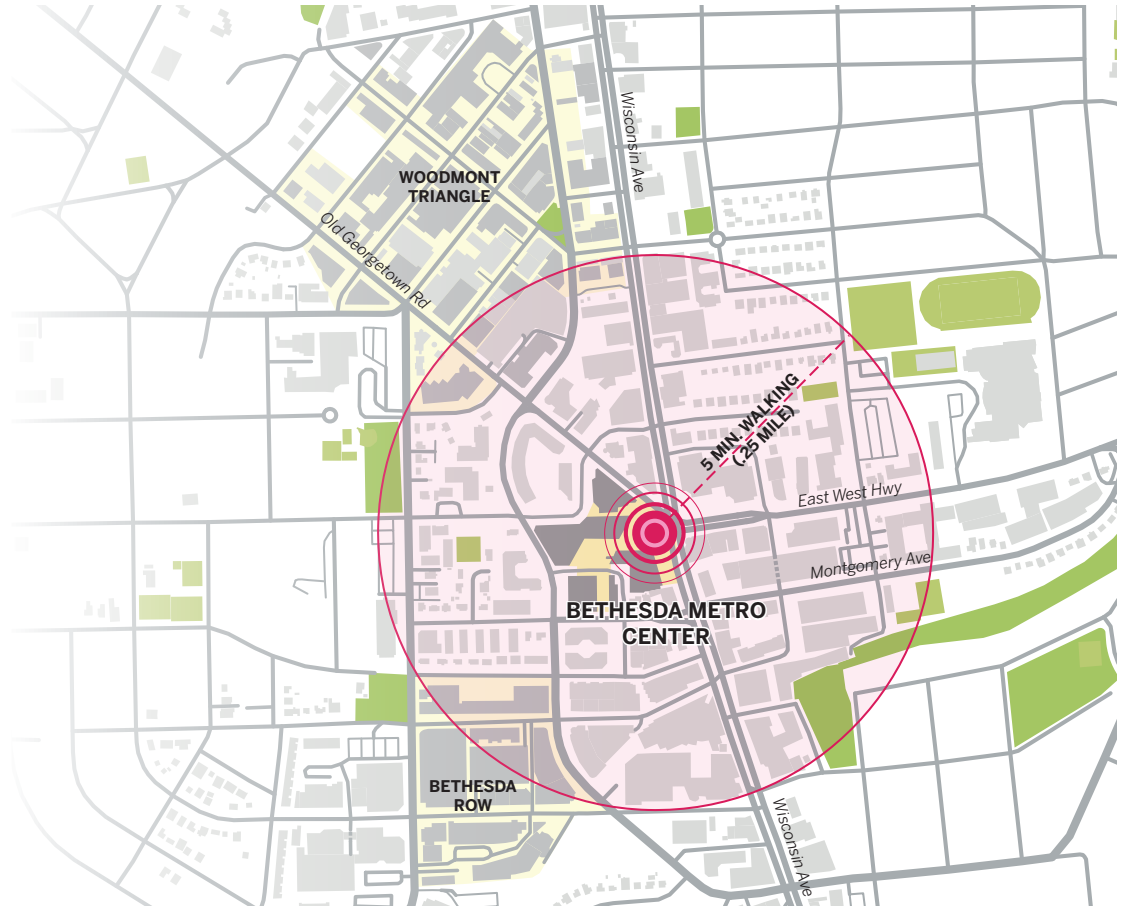 Wisconsin Ave
WOODMONT
TRIANGLE
Old Georgetown Rd
5 MIN. WALKING
(.25 MILE)
East West Hwy
Montgomery Ave
BETHESDA METRO
CENTER
BETHESDA
ROW
Wisconsin Ave